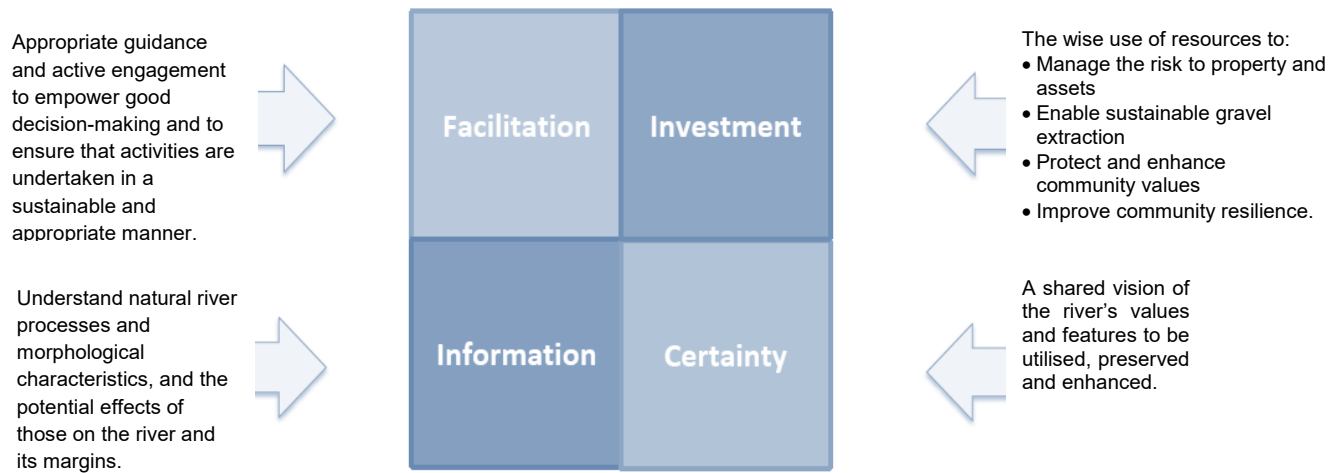 Appropriate guidance
and active engagement
to empower good
decision-making and to
ensure that activities are
undertaken in a
sustainable and
appropriate manner.
Facilitation
Investment
The wise use of resources to:
• Manage the risk to property and
assets
• Enable sustainable gravel
extraction
• Protect and enhance
community values
• Improve community resilience.
Understand natural river
processes and
morphological
characteristics, and the
potential effects of
those on the river and
its margins.
Information
Certainty
A shared vision of
the river’s values
and features to be
utilised, preserved
and enhanced.